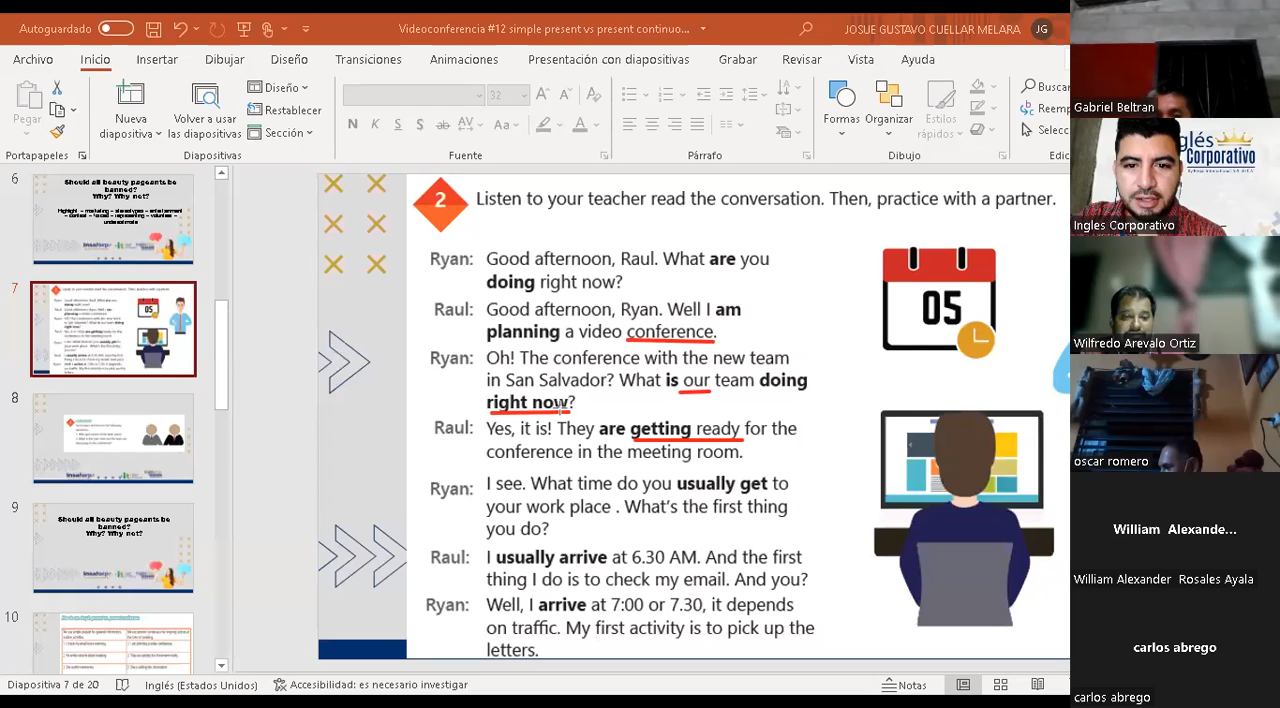 Autoguardado
Videoconferencia #12 simple present vs present continuo...
JOSUE GUSTAVO CUELLAR MELARA
JG
Archivo Inicio Insertar Dibujar Diseño Transiciones Animaciones Presentación con diapositivas Grabar Revisar Vista Ayuda
Pegar
Nueva diapositiva
Volver a usar las diapositivas
Diseño
Restablecer
Sección
32
N K S S ab AV Aa A
Formas Organizar Estilos rápidos
Buscar
Reemp
Selecc
Portapapeles Diapositivas Fuente Párrafo Dibujo Edic
6
Should all beauty pageants be
banned?
Why? Why not?
7
8
9
Should all beauty pageants be
banned?
Why? Why not?
10
2
Listen to your teacher read the conversation. Then, practice with a partner.
Ryan: Good afternoon, Raul. What are you
doing right now?
Raul: Good afternoon, Ryan. Well I am
planning a video conference.
Ryan: Oh! The conference with the new team
in San Salvador? What is our team doing
right now?
Raul: Yes, it is! They are getting ready for the
conference in the meeting room.
Ryan: I see. What time do you usually get to
your work place . What's the first thing
you do?
Raul: I usually arrive at 6.30 AM. And the first
thing I do is to check my email. And you?
Ryan: Well, I arrive at 7:00 or 7.30, it depends
on traffic. My first activity is to pick up the
letters.
05
Diapositiva 7 de 20
Inglés (Estados Unidos)
Accesibilidad: es necesario investigar
Notas
Gabriel Beltran
nglés
Corporativo
Ingles Corporativo
Wilfredo Arevalo Ortiz
oscar romero
William Alexande...
William Alexander Rosales Ayala
carlos abrego
carlos abrego